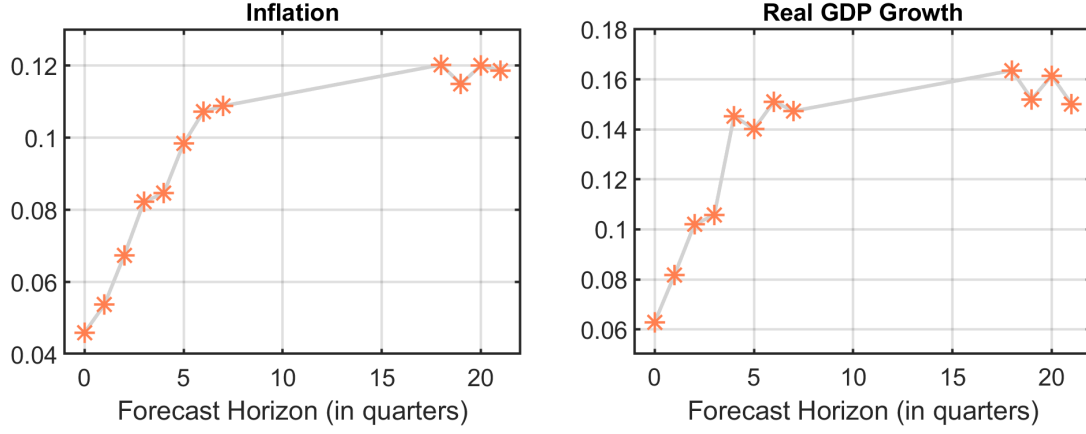 Inflation
0.12
0.1
0.08
0.06
0.04
0 5 10 15 20
Forecast Horizon (in quarters)
Real GDP Growth
0.18
0.16
0.14
0.12
0.1
0.08
0.06
0 5 10 15 20
Forecast Horizon (in quarters)